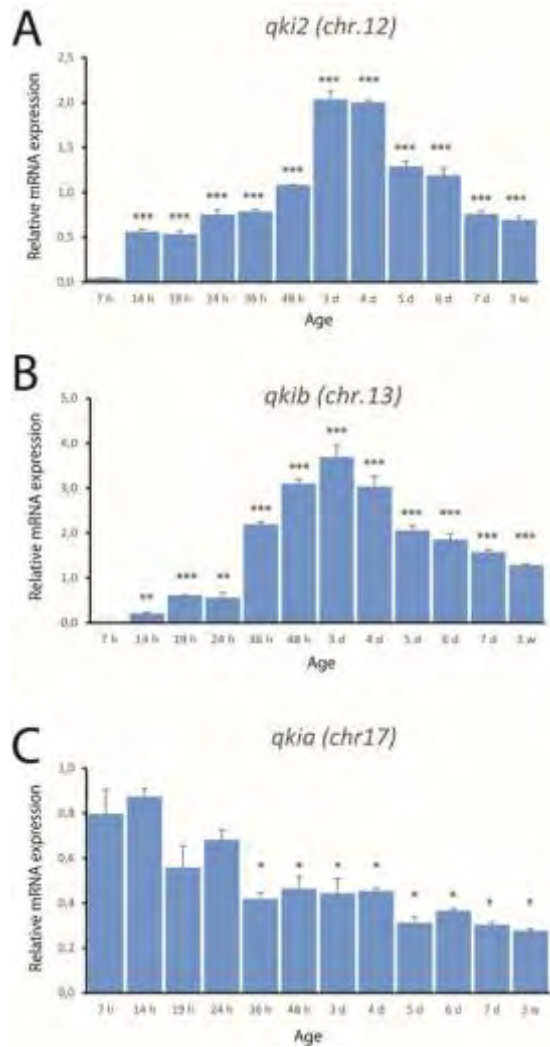 A
qki2 (chr.12)
Relative mRNA expression
2,5
2,0
1,5
1,0
0,5
0,0
*** *** *** *** *** *** *** *** *** *** ***
7 h 14 h 19 h 24 h 36 h 48 h 3 d 4 d 5 d 6 d 7 d 3 w
Age
B
qkib (chr.13)
Relative mRNA expression
5,0
4,0
3,0
2,0
1,0
0,0
** *** ** *** *** *** *** *** *** *** ***
7 h 14 h 19 h 24 h 36 h 48 h 3 d 4 d 5 d 6 d 7 d 3 w
Age
C
qkia (chr17)
Relative mRNA expression
1,0
0,8
0,6
0,4
0,2
0,0
* * * * * * * *
7 h 14 h 19 h 24 h 36 h 48 h 3 d 4 d 5 d 6 d 7 d 3 w
Age